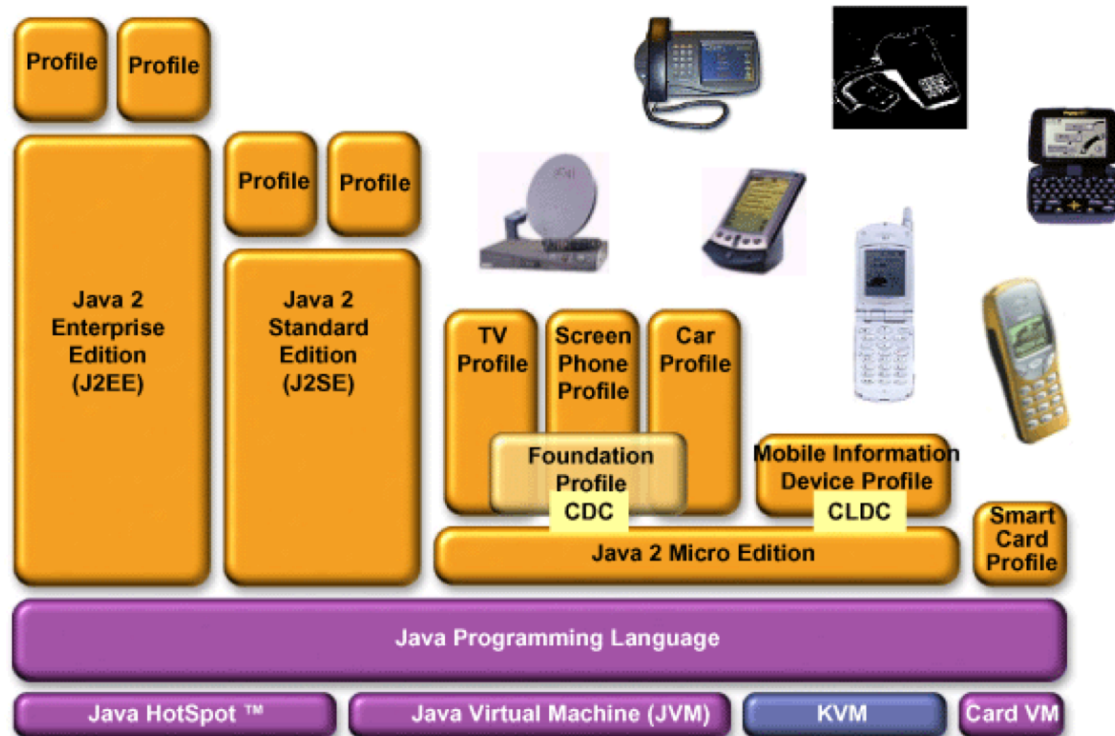 Profile
Profile
Profile
Profile
Java 2
Enterprise
Edition
(J2EE)
Java 2
Standard
Edition
(J2SE)
TV
Profile
Screen
Phone
Profile
Car
Profile
Foundation
Profile
CDC
Mobile Information
Device Profile
CLDC
Java 2 Micro Edition
Smart
Card
Profile
Java Programming Language
Java HotSpot ™
Java Virtual Machine (JVM)
KVM
Card VM